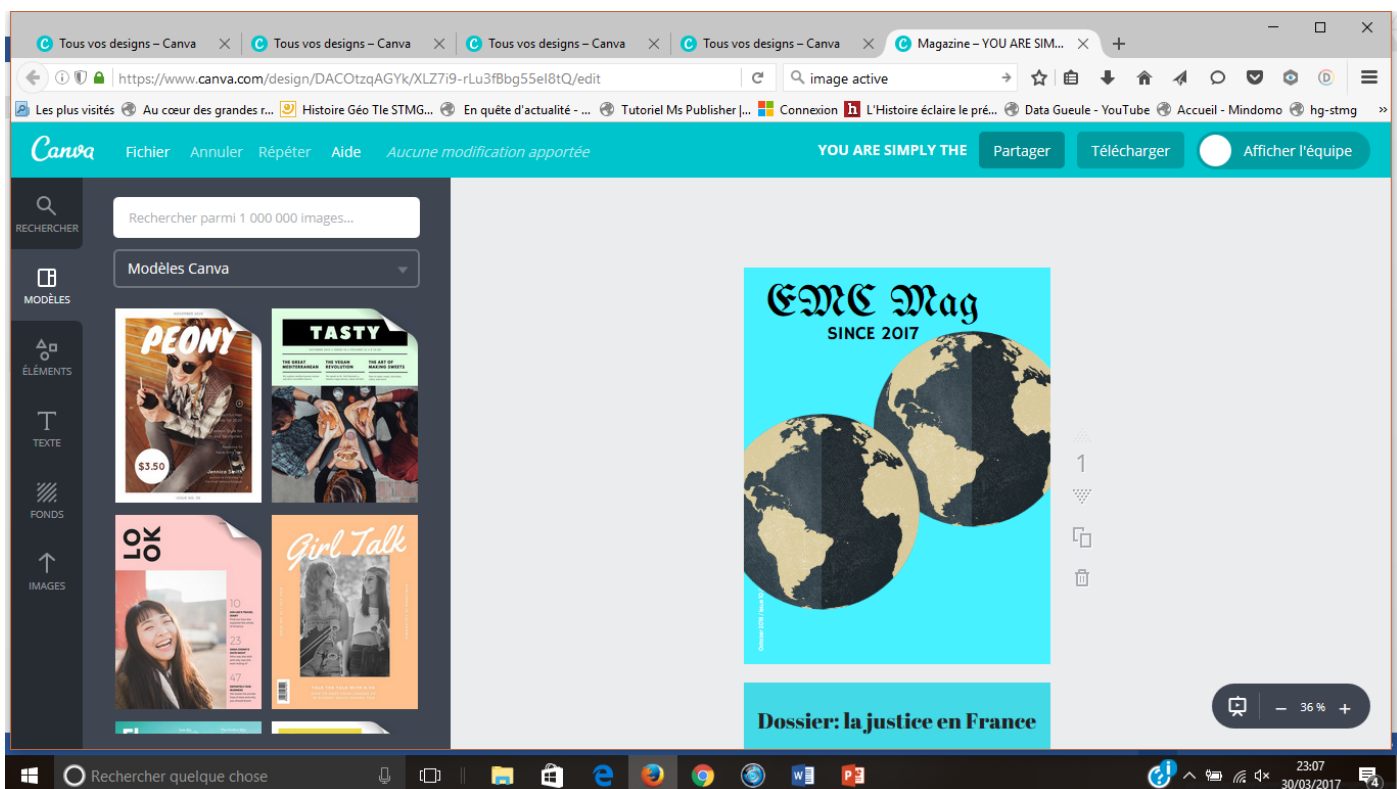 Tous vos designs – Canva
Tous vos designs – Canva
Tous vos designs – Canva
Tous vos designs – Canva
Magazine – YOU ARE SIM...
https://www.canva.com/design/DACOtzqAGYk/XLZ7i9-rLu3fBbg55eI8tQ/edit
image active
Les plus visités
Au cœur des grandes r...
Histoire Géo Tle STMG...
En quête d'actualité - ...
Tutoriel Ms Publisher |...
Connexion
L'Histoire éclaire le pré...
Data Gueule - YouTube
Accueil - Mindomo
hg-stmg
»
Canva
Fichier
Annuler
Répéter
Aide
Aucune modification apportée
YOU ARE SIMPLY THE
Partager
Télécharger
Afficher l'équipe
RECHERCHER
MODÈLES
ÉLÉMENTS
TEXTE
FONDS
IMAGES
Rechercher parmi 1 000 000 images...
Modèles Canva
PEONY
$3.50
TASTY
THE GREAT
MEDITERRANEAN
THE VEGAN
REVOLUTION
THE ART OF
MAKING SWEETS
LO
OK
10
23
47
Girl Talk
EMC Mag
SINCE 2017
1
Dossier: la justice en France
36 %
Rechercher quelque chose
23:07
30/03/2017
4